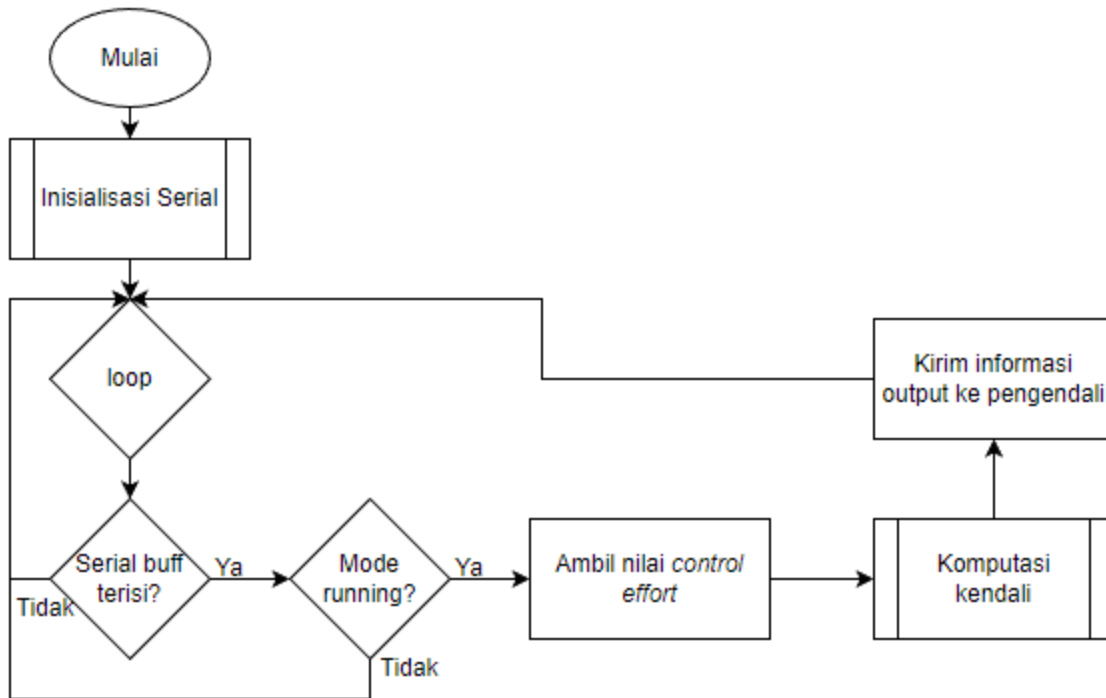 Mulai
Inisialisasi Serial
loop
Serial buff
terisi?
Ya
Tidak
Mode
running?
Ya
Tidak
Ambil nilai control
effort
Komputasi
kendali
Kirim informasi
output ke pengendali